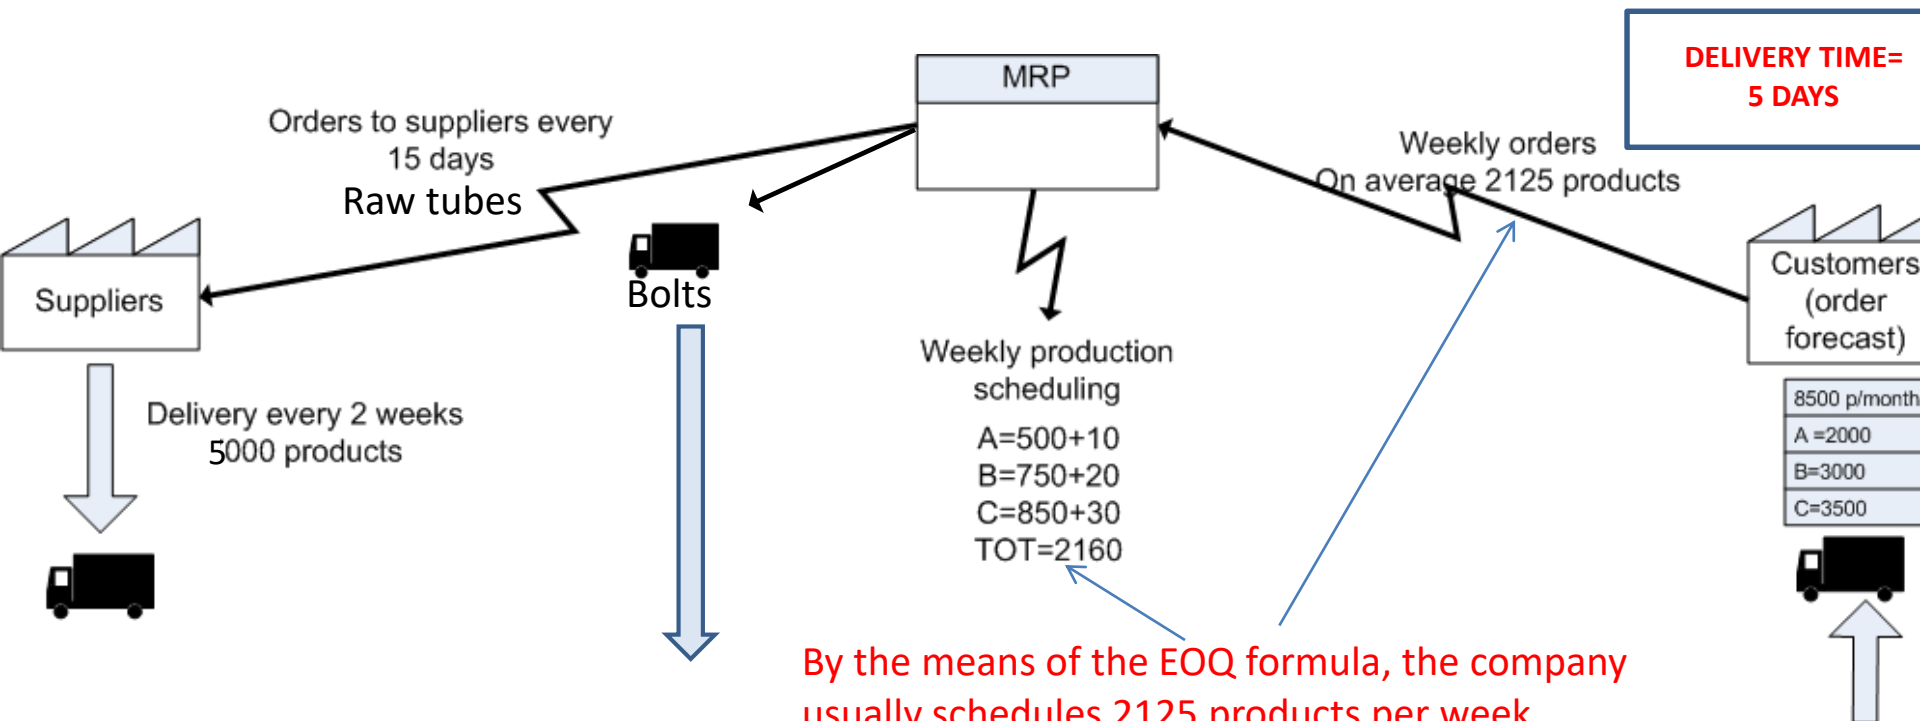 DELIVERY TIME=
5 DAYS
MRP
Orders to suppliers every
15 days
Raw tubes
Weekly orders
On average 2125 products
Suppliers
Bolts
Customers
(order
forecast)
Delivery every 2 weeks
5000 products
Weekly production
scheduling
A=500+10
B=750+20
C=850+30
TOT=2160
8500 p/month
A =2000
B=3000
C=3500
By the means of the EOQ formula, the company
usually schedules 2125 products per week